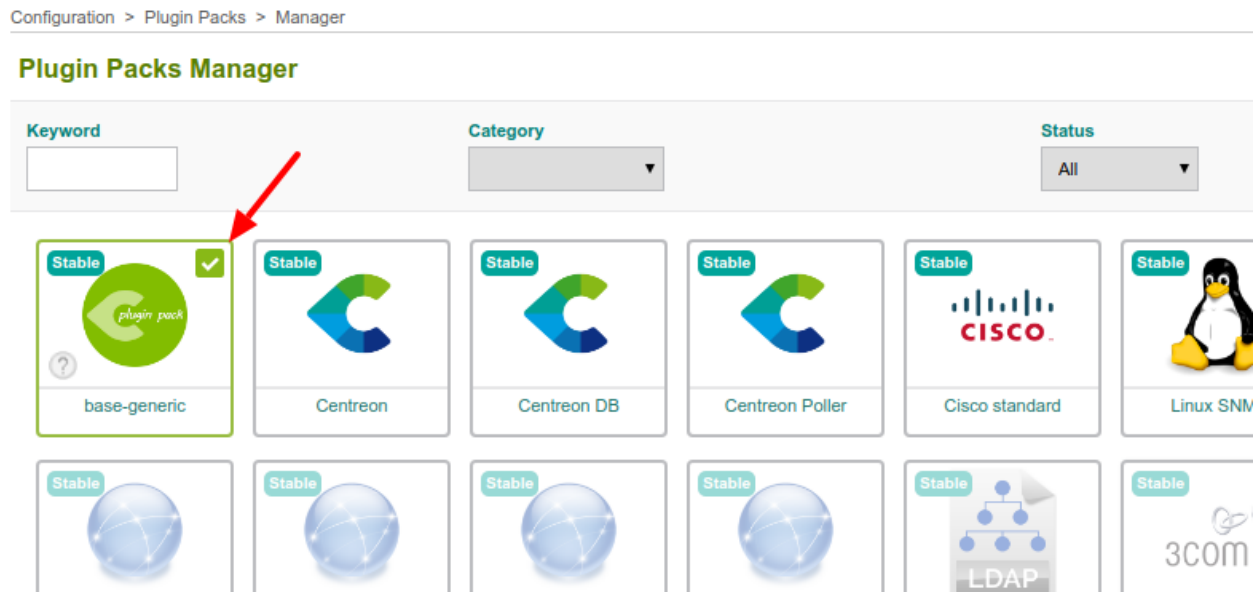 Configuration > Plugin Packs > Manager
Plugin Packs Manager
Keyword Category Status
All
Stable Stable Stable Stable Stable Stable
plugin pack
CISCO
?
base-generic Centreon Centreon DB Centreon Poller Cisco standard Linux SNM
Stable Stable Stable Stable Stable Stable
3COM
LDAP